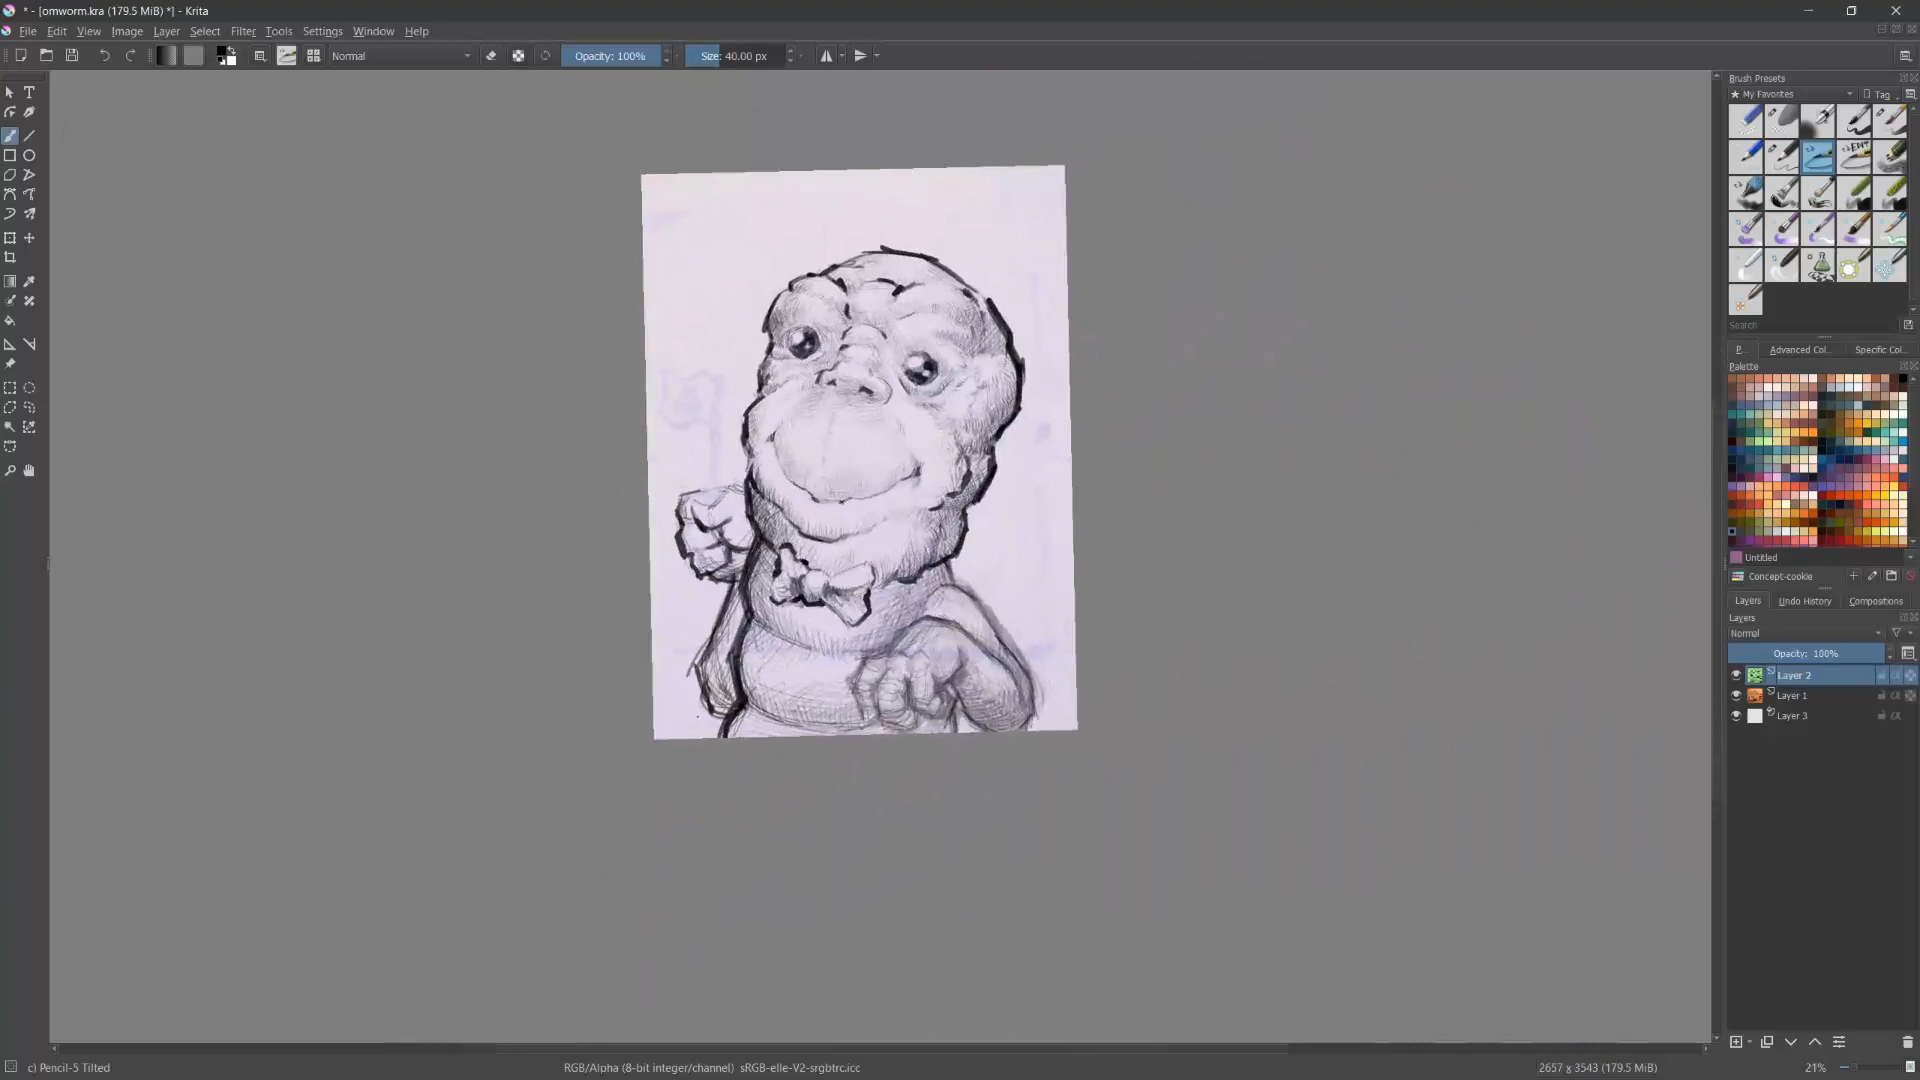 * - [omworm.kra (179.5 MiB) *] - Krita
File Edit View Image Layer Select Filter Tools Settings Window Help
Normal Opacity: 100% Size: 40.00 px
Brush Presets
My Favorites Tag
Search
P... Advanced Col... Specific Col...
Palette
Untitled
Concept-cookie
Layers Undo History Compositions
Layers
Normal
Opacity: 100%
Layer 2
Layer 1
Layer 3
c) Pencil-5 Tilted RGB/Alpha (8-bit integer/channel) sRGB-elle-V2-srgbtrc.icc 2657 x 3543 (179.5 MiB) 21%